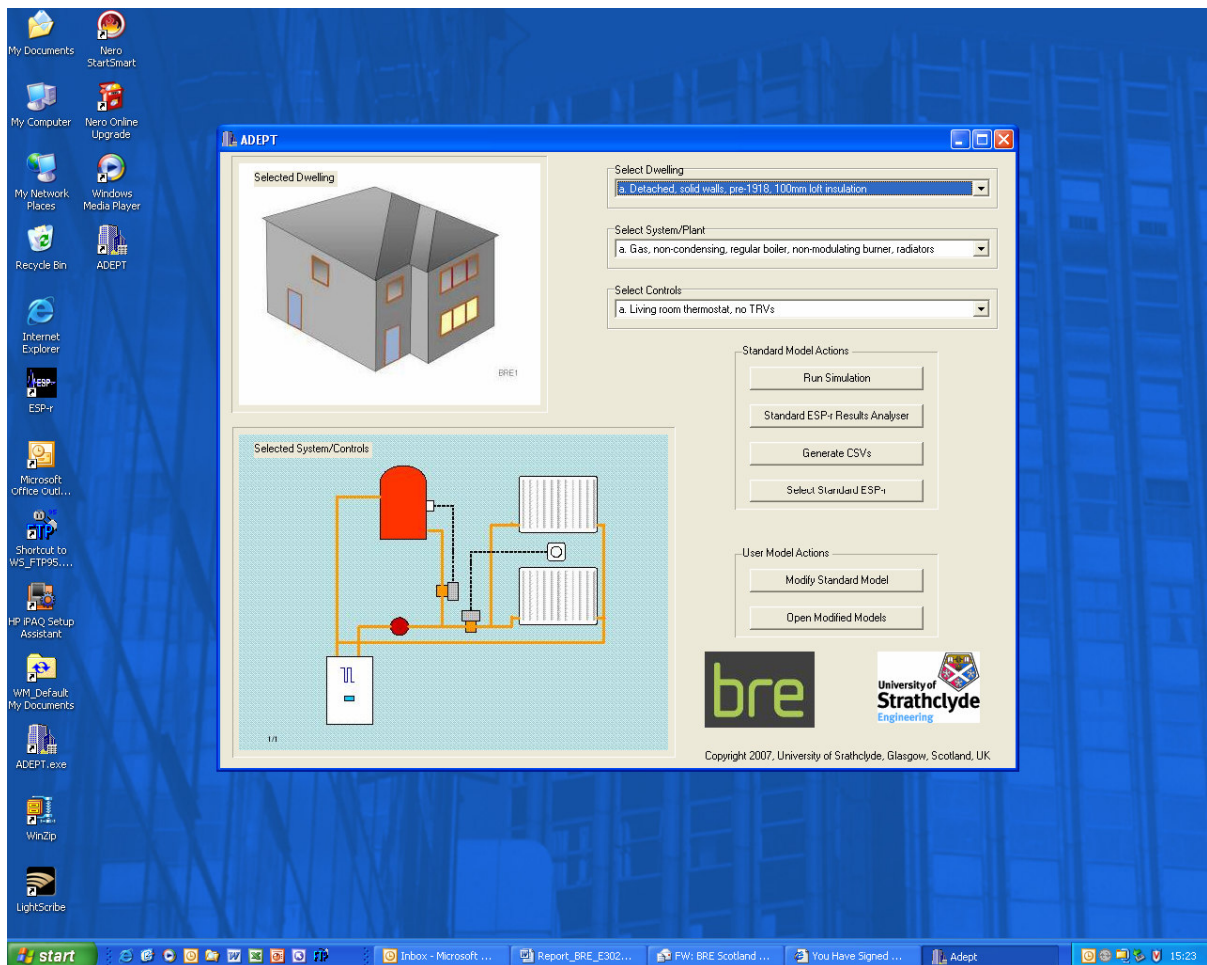 My Documents
Nero
StartSmart
My Computer
Nero Online
Upgrade
My Network
Places
Windows
Media Player
Recycle Bin
ADEPT
Internet
Explorer
ESP-r
ESP-r
Microsoft
Office Outl...
Shortcut to
WS_FTP95....
HP iPAQ Setup
Assistant
WM_Default
My Documents
ADEPT.exe
WinZip
LightScribe
ADEPT
Selected Dwelling
BRE1
Select Dwelling
a. Detached, solid walls, pre-1918, 100mm loft insulation
Select System/Plant
a. Gas, non-condensing, regular boiler, non-modulating burner, radiators
Select Controls
a. Living room thermostat, no TRVs
Selected System/Controls
1/1
Standard Model Actions
Run Simulation
Standard ESP-r Results Analyser
Generate CSVs
Select Standard ESP-r
User Model Actions
Modify Standard Model
Open Modified Models
bre
University of
Strathclyde
Engineering
Copyright 2007, University of Srathclyde, Glasgow, Scotland, UK
start
Inbox - Microsoft ...
Report_BRE_E302...
FW: BRE Scotland ...
You Have Signed ...
Adept
15:23